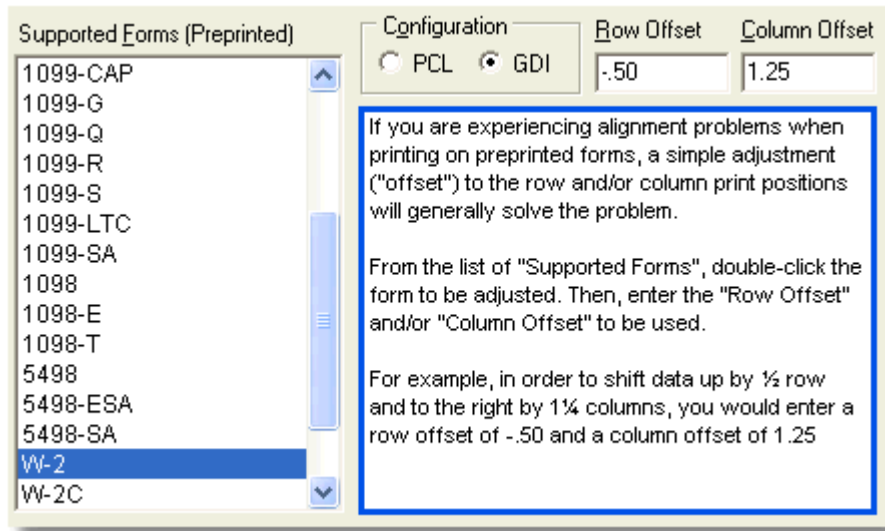 Supported Forms (Preprinted)
1099-CAP
1099-G
1099-Q
1099-R
1099-S
1099-LTC
1099-SA
1098
1098-E
1098-T
5498
5498-ESA
5498-SA
W-2
W-2C
Configuration
PCL GDI
Row Offset
-.50
Column Offset
1.25
If you are experiencing alignment problems when
printing on preprinted forms, a simple adjustment
("offset") to the row and/or column print positions
will generally solve the problem.
From the list of "Supported Forms", double-click the
form to be adjusted. Then, enter the "Row Offset"
and/or "Column Offset" to be used.
For example, in order to shift data up by ½ row
and to the right by 1¼ columns, you would enter a
row offset of -.50 and a column offset of 1.25